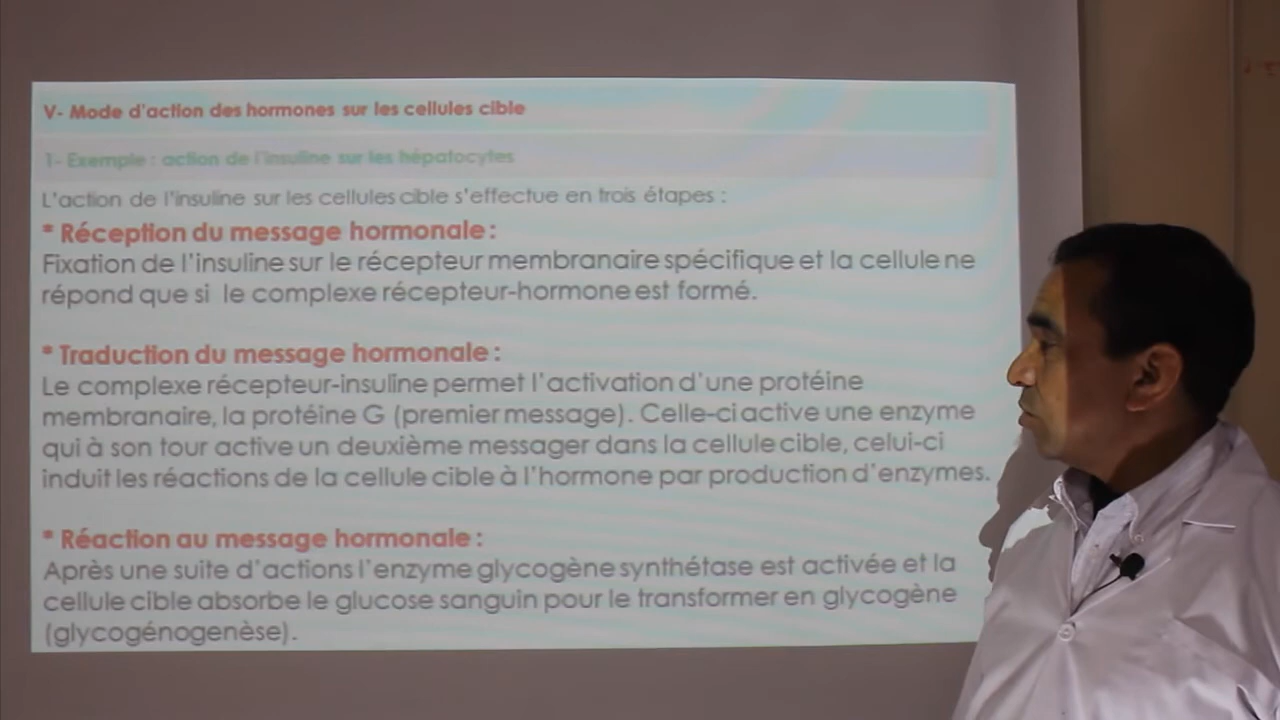 V- Mode d'action des hormones sur les cellules cible
1- Exemple : action de l'insuline sur les hépatocytes
L'action de l'insuline sur les cellules cible s'effectue en trois étapes :
* Réception du message hormonale :
Fixation de l'insuline sur le récepteur membranaire spécifique et la cellule ne
répond que si le complexe récepteur-hormone est formé.
* Traduction du message hormonale :
Le complexe récepteur-insuline permet l'activation d'une protéine
membranaire, la protéine G (premier message). Celle-ci active une enzyme
qui à son tour active un deuxième messager dans la cellule cible, celui-ci
induit les réactions de la cellule cible à l'hormone par production d'enzymes.
* Réaction au message hormonale :
Après une suite d'actions l'enzyme glycogène synthétase est activée et la
cellule cible absorbe le glucose sanguin pour le transformer en glycogène
(glycogénogenèse).